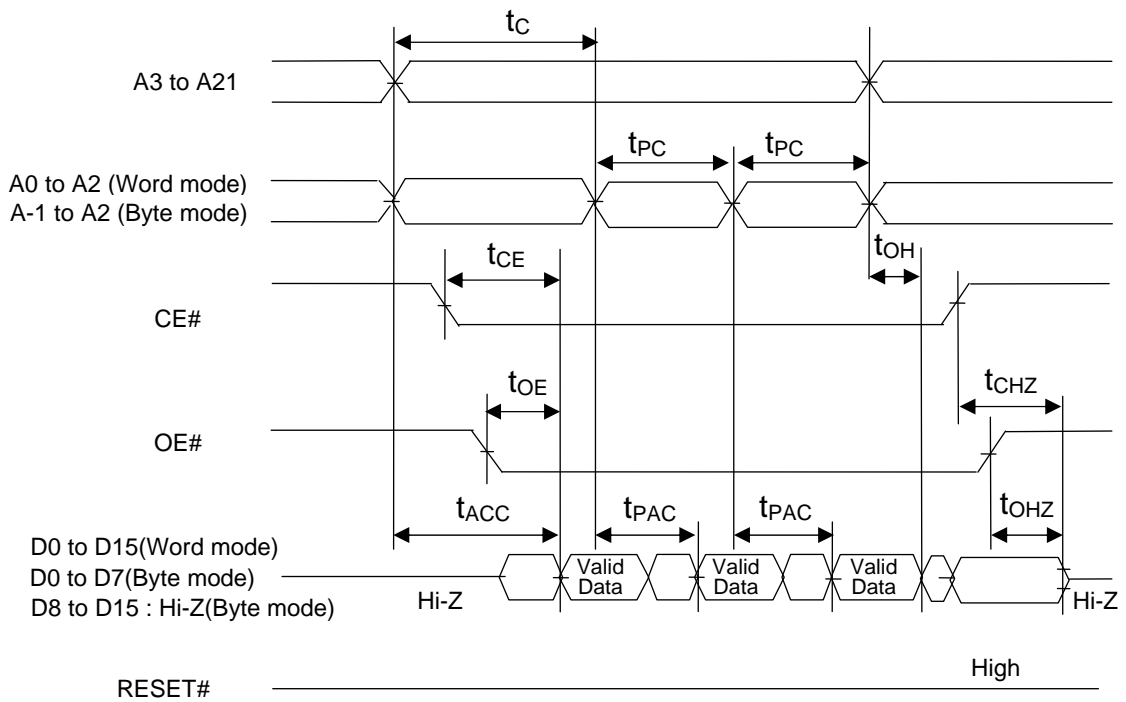 tC
A3 to A21
tPC
tPC
A0 to A2 (Word mode)
A-1 to A2 (Byte mode)
tCE
tOH
CE#
tOE
tCHZ
OE#
tACC
tPAC
tPAC
tOHZ
D0 to D15(Word mode)
D0 to D7(Byte mode)
D8 to D15 : Hi-Z(Byte mode)
Hi-Z
Valid
Data
Valid
Data
Valid
Data
Hi-Z
High
RESET#